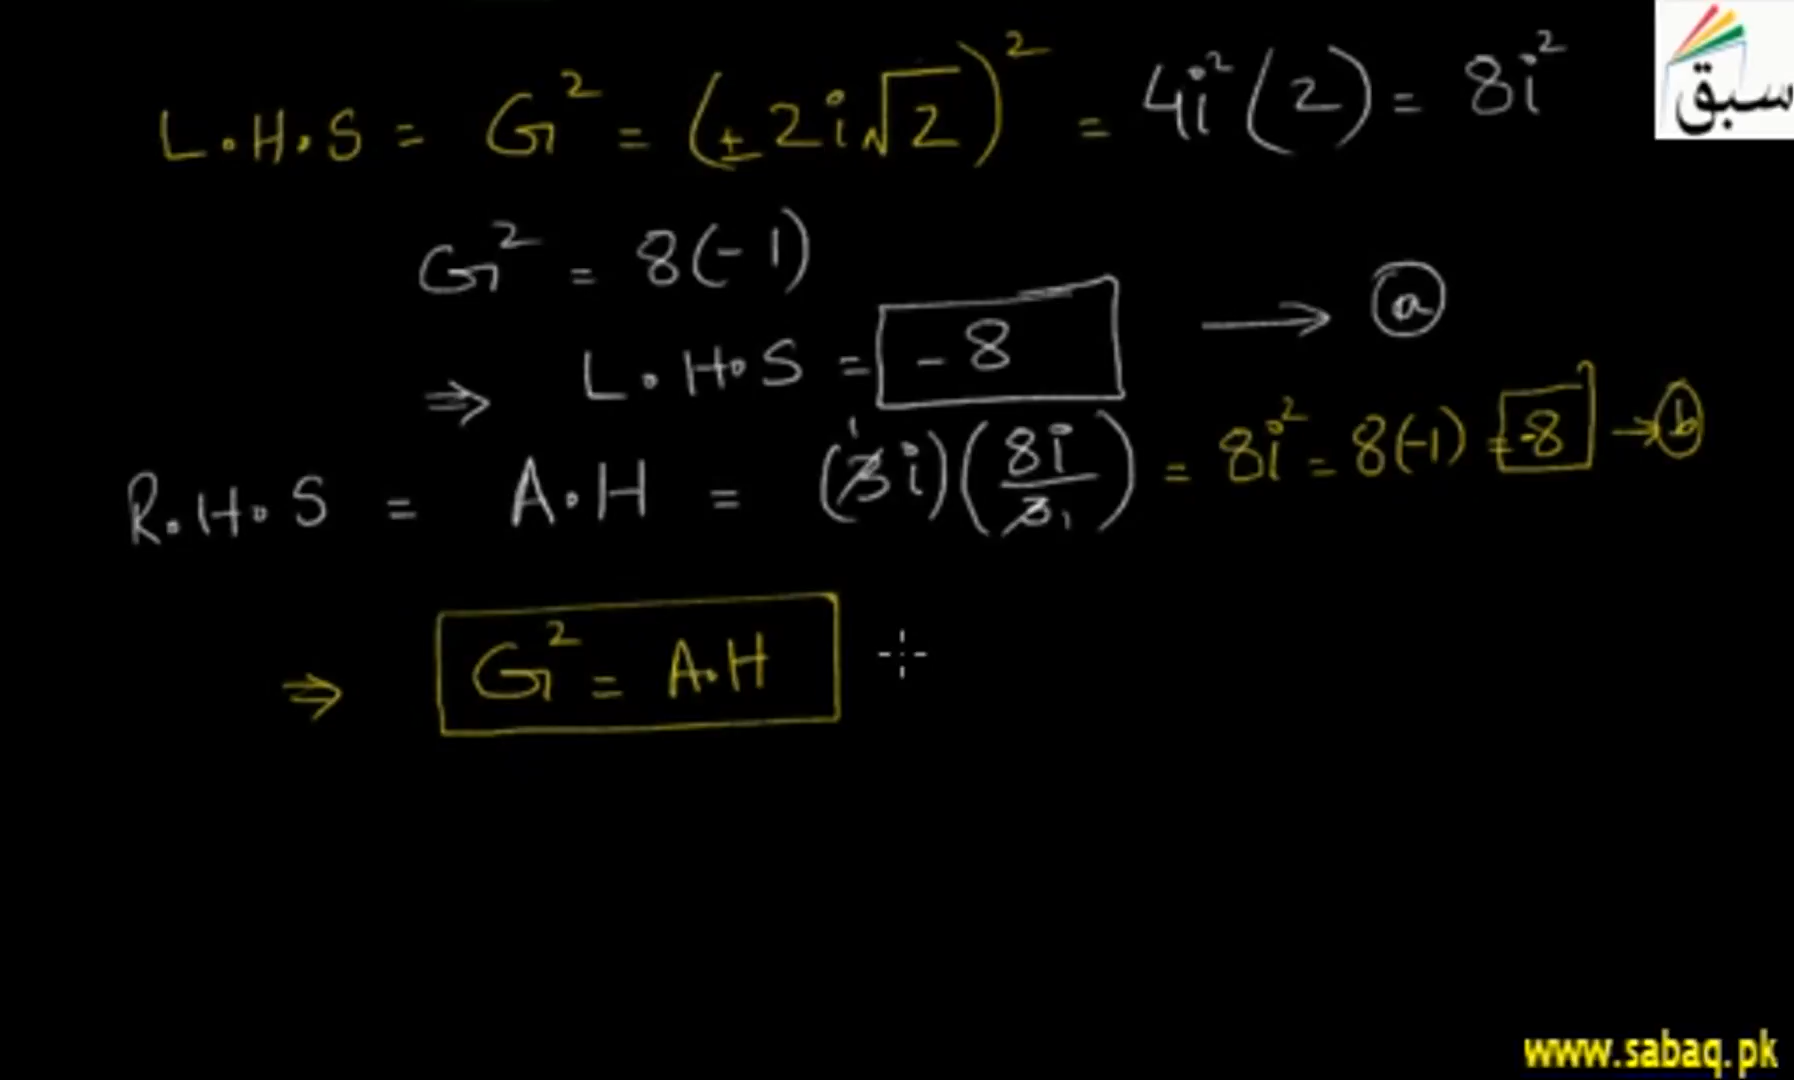 سبق
L.H.S = G² = (±2i√2)² = 4i²(2) = 8i²
G² = 8(-1)
⇒ L.H.S = -8 → ⓐ
R.H.S = A.H = (3i)(8i/3) = 8i² = 8(-1) = -8 → ⓑ
⇒ G² = A.H
www.sabaq.pk